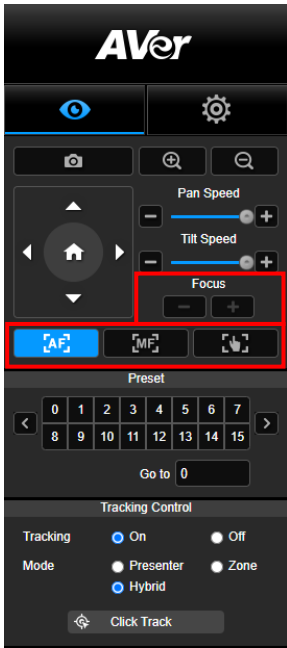 AVer
Pan Speed
Tilt Speed
Focus
AF MF
Preset
0 1 2 3 4 5 6 7
8 9 10 11 12 13 14 15
Go to 0
Tracking Control
Tracking On Off
Mode Presenter Zone
Hybrid
Click Track